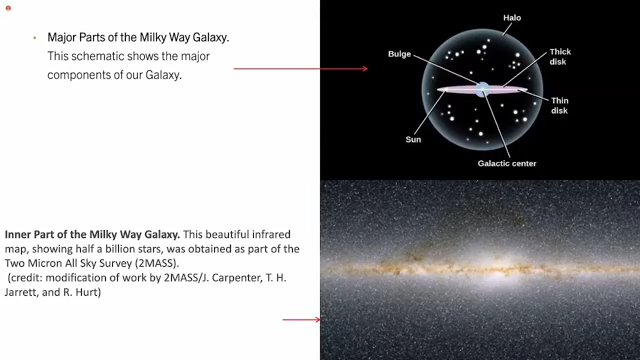 Major Parts of the Milky Way Galaxy.
This schematic shows the major
components of our Galaxy.
Halo
Bulge
Thick
disk
Thin
disk
Sun
Galactic center
Inner Part of the Milky Way Galaxy. This beautiful infrared
map, showing half a billion stars, was obtained as part of the
Two Micron All Sky Survey (2MASS).
(credit: modification of work by 2MASS/J. Carpenter, T. H.
Jarrett, and R. Hurt)